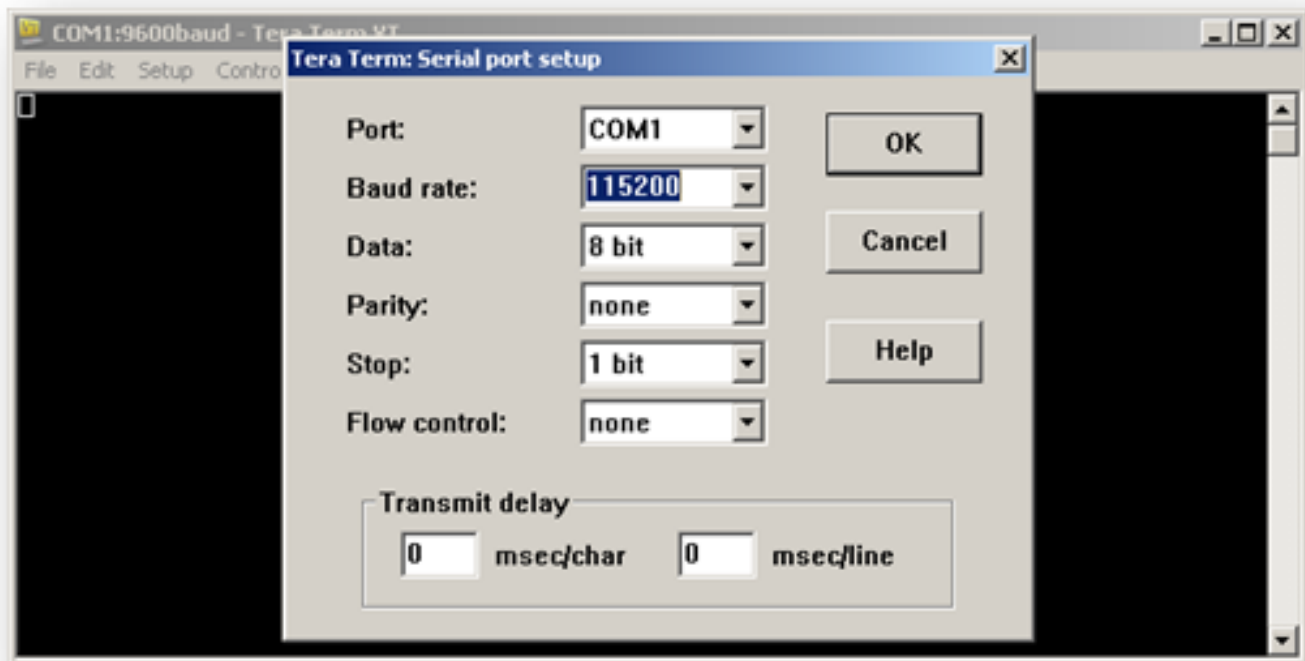 COM1:9600baud - Tera Term VT
File Edit Setup Contro
Tera Term: Serial port setup
Port: COM1
Baud rate: 115200
Data: 8 bit
Parity: none
Stop: 1 bit
Flow control: none
OK
Cancel
Help
Transmit delay
0 msec/char 0 msec/line